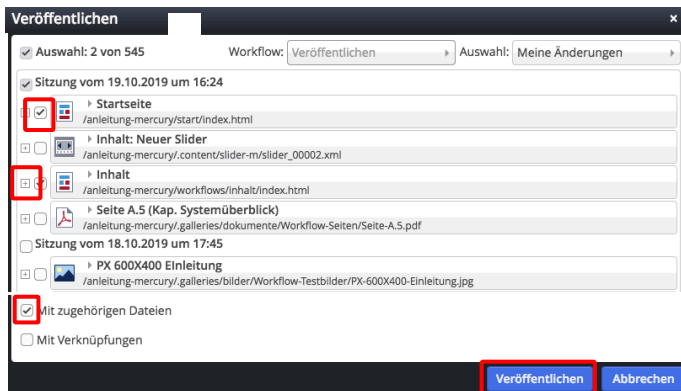 Veröffentlichen
Auswahl: 2 von 545 Workflow: Veröffentlichen Auswahl: Meine Änderungen
Sitzung vom 19.10.2019 um 16:24
Startseite
/anleitung-mercury/start/index.html
Inhalt: Neuer Slider
/anleitung-mercury/.content/slider-m/slider_00002.xml
Inhalt
/anleitung-mercury/workflows/inhalt/index.html
Seite A.5 (Kap. Systemüberblick)
/anleitung-mercury/.galleries/dokumente/Workflow-Seiten/Seite-A.5.pdf
Sitzung vom 18.10.2019 um 17:45
PX 600X400 EInleitung
/anleitung-mercury/.galleries/bilder/Workflow-Testbilder/PX-600X400-Einleitung.jpg
Mit zugehörigen Dateien
Mit Verknüpfungen
Veröffentlichen Abbrechen